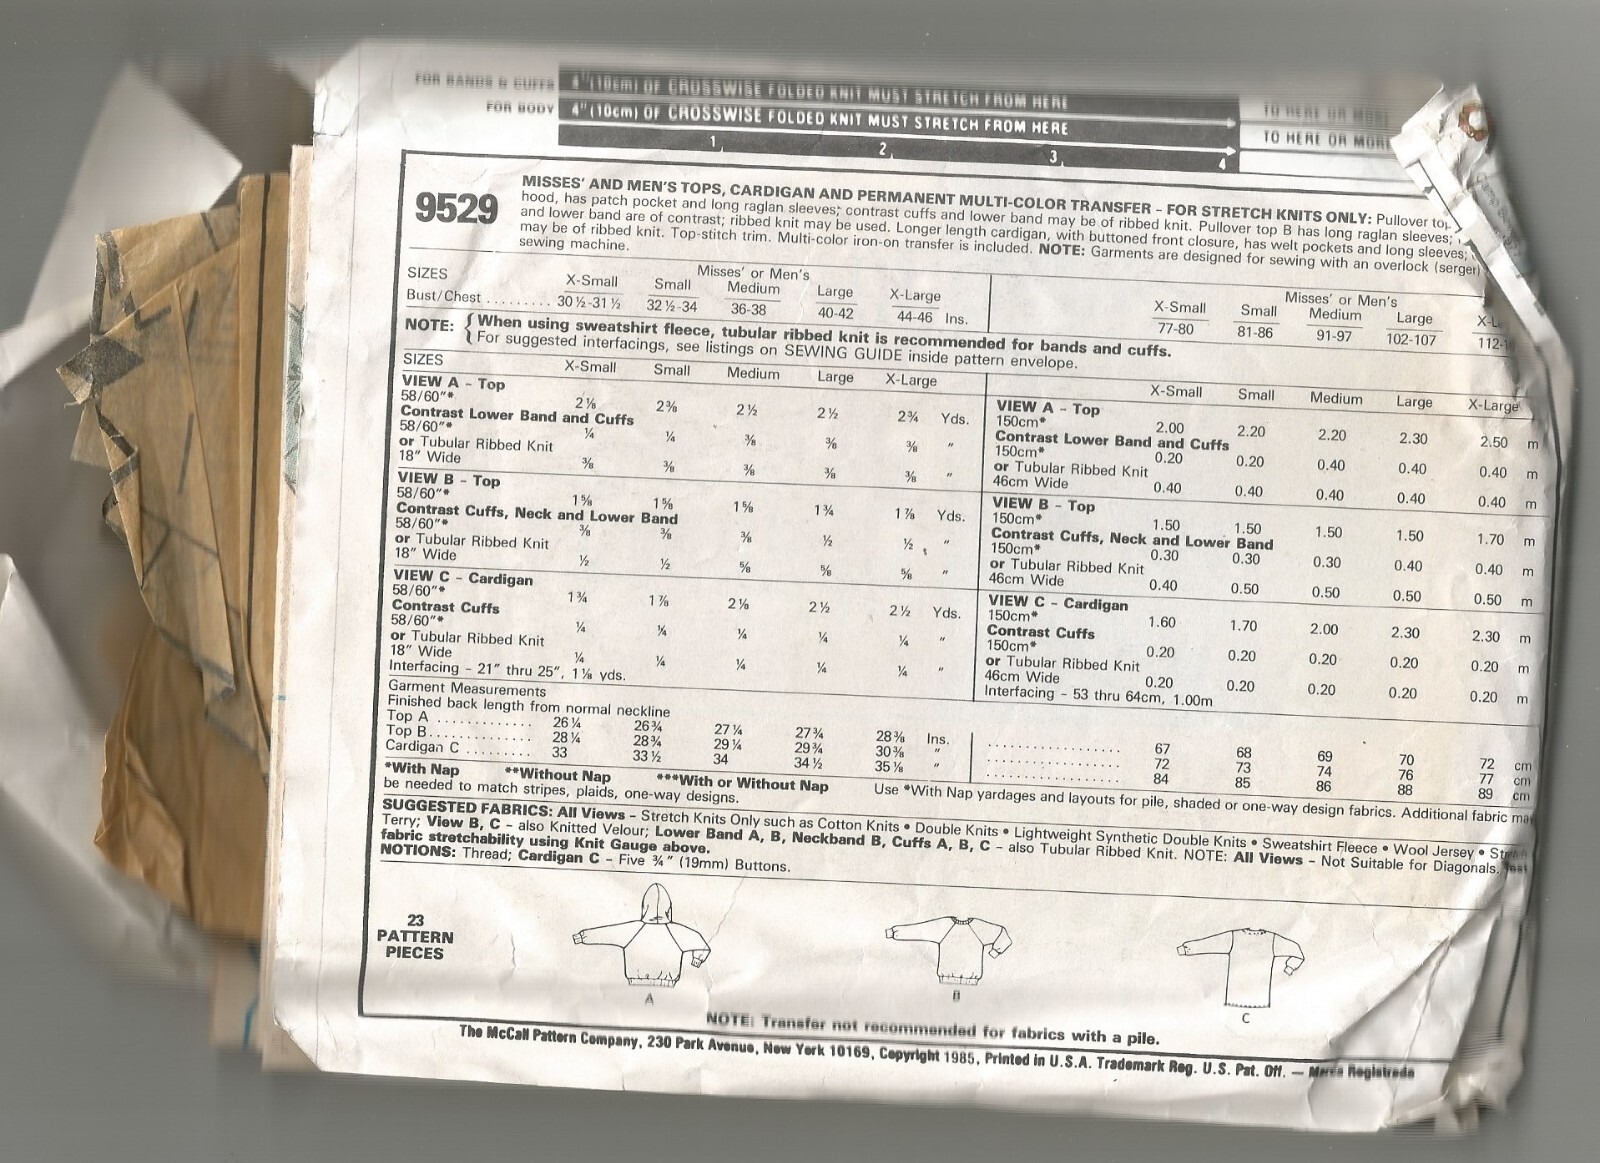 FOR BANDS & CUFFS 4" (10cm) OF CROSSWISE FOLDED KNIT MUST STRETCH FROM HERE TO HERE OR MORE
FOR BODY 4" (10cm) OF CROSSWISE FOLDED KNIT MUST STRETCH FROM HERE TO HERE OR MORE
1 2 3 4
9529
MISSES' AND MEN'S TOPS, CARDIGAN AND PERMANENT MULTI-COLOR TRANSFER – FOR STRETCH KNITS ONLY: Pullover
hood, has patch pocket and long raglan sleeves; contrast cuffs and lower band may be of ribbed knit. Pullover top B has long raglan sleeves;
and lower band are of contrast; ribbed knit may be used. Longer length cardigan, with buttoned front closure, has welt pockets and long sleeves;
may be of ribbed knit. Top-stitch trim. Multi-color iron-on transfer is included. NOTE: Garments are designed for sewing with an overlock (serger)
sewing machine.
Misses' or Men's Misses' or Men's
SIZES X-Small Small Medium Large X-Large X-Small Small Medium Large
Bust/Chest ......... 30 ½-31 ½ 32 ½-34 36-38 40-42 44-46 Ins. 77-80 81-86 91-97 102-107
NOTE: { When using sweatshirt fleece, tubular ribbed knit is recommended for bands and cuffs.
For suggested interfacings, see listings on SEWING GUIDE inside pattern envelope.
SIZES X-Small Small Medium Large X-Large X-Small Small Medium Large X-Large
VIEW A – Top
58/60"* 2⅛ 2⅜ 2½ 2½ 2¾ Yds.
Contrast Lower Band and Cuffs
58/60"* ¼ ¼ ⅜ ⅜ ⅜ "
or Tubular Ribbed Knit
18" Wide ⅜ ⅜ ⅜ ⅜ ⅜ "
VIEW B – Top
58/60"* 1⅝ 1⅝ 1⅝ 1¾ 1⅞ Yds.
Contrast Cuffs, Neck and Lower Band
58/60"* ⅜ ⅜ ⅜ ½ ½ "
or Tubular Ribbed Knit
18" Wide ½ ½ ⅝ ⅝ ⅝ "
VIEW C – Cardigan
58/60"* 1¾ 1⅞ 2⅛ 2½ 2½ Yds.
Contrast Cuffs
58/60"* ¼ ¼ ¼ ¼ ¼ "
or Tubular Ribbed Knit
18" Wide ¼ ¼ ¼ ¼ ¼ "
Interfacing – 21" thru 25", 1⅛ yds.
VIEW A – Top
150cm* 2.00 2.20 2.20 2.30 2.50 m
Contrast Lower Band and Cuffs
150cm* 0.20 0.20 0.40 0.40 0.40 m
or Tubular Ribbed Knit
46cm Wide 0.40 0.40 0.40 0.40 0.40 m
VIEW B – Top
150cm* 1.50 1.50 1.50 1.50 1.70 m
Contrast Cuffs, Neck and Lower Band
150cm* 0.30 0.30 0.30 0.40 0.40 m
or Tubular Ribbed Knit
46cm Wide 0.40 0.50 0.50 0.50 0.50 m
VIEW C – Cardigan
150cm* 1.60 1.70 2.00 2.30 2.30 m
Contrast Cuffs
150cm* 0.20 0.20 0.20 0.20 0.20 m
or Tubular Ribbed Knit
46cm Wide 0.20 0.20 0.20 0.20 0.20 m
Interfacing – 53 thru 64cm, 1.00m
Garment Measurements
Finished back length from normal neckline
Top A ............. 26¼ 26¾ 27¼ 27¾ 28⅜ Ins. .................. 67 68 69 70 72 cm
Top B ............. 28¼ 28¾ 29¼ 29¾ 30⅜ " .................. 72 73 74 76 77 cm
Cardigan C ......... 33 33½ 34 34½ 35⅛ " .................. 84 85 86 88 89 cm
*With Nap **Without Nap ***With or Without Nap Use *With Nap yardages and layouts for pile, shaded or one-way design fabrics. Additional fabric may
be needed to match stripes, plaids, one-way designs.
SUGGESTED FABRICS: All Views – Stretch Knits Only such as Cotton Knits • Double Knits • Lightweight Synthetic Double Knits • Sweatshirt Fleece • Wool Jersey • Stretch
Terry; View B, C – also Knitted Velour; Lower Band A, B, Neckband B, Cuffs A, B, C – also Tubular Ribbed Knit. NOTE: All Views – Not Suitable for Diagonals. Test
fabric stretchability using Knit Gauge above.
NOTIONS: Thread; Cardigan C – Five ¾" (19mm) Buttons.
23
PATTERN
PIECES
A B C
NOTE: Transfer not recommended for fabrics with a pile.
The McCall Pattern Company, 230 Park Avenue, New York 10169, Copyright 1985, Printed in U.S.A. Trademark Reg. U.S. Pat. Off. — Marca Registrada